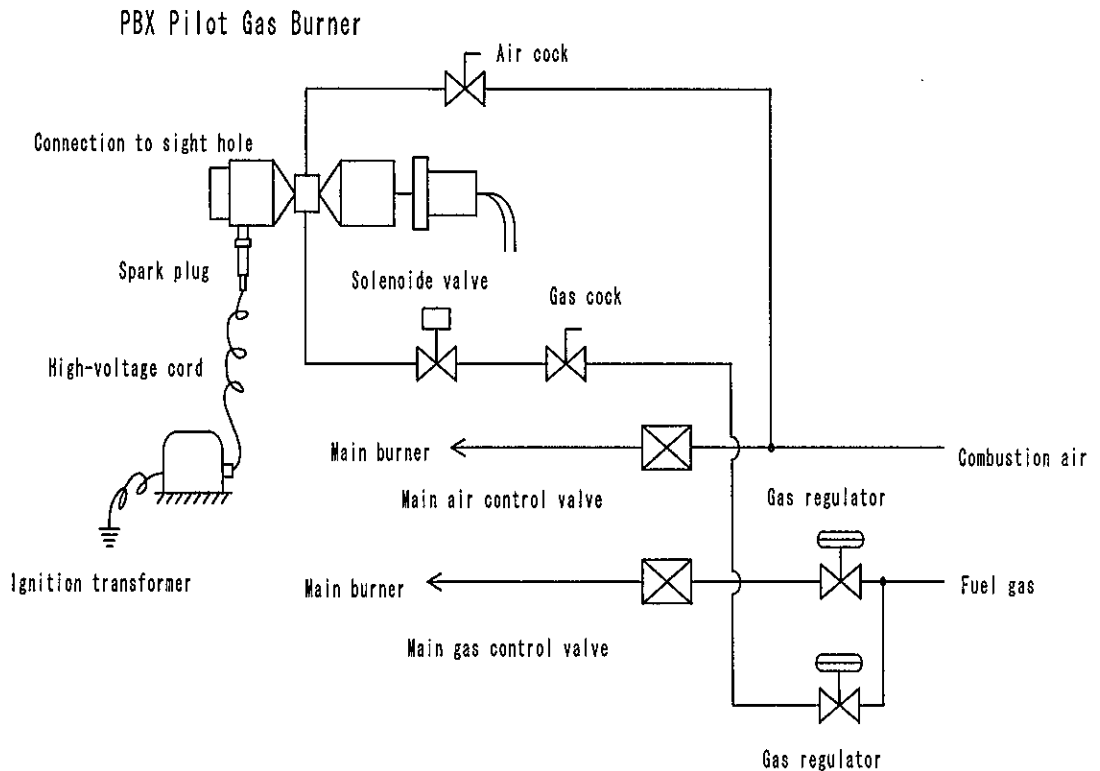 PBX Pilot Gas Burner
Air cock
Connection to sight hole
Spark plug
Solenoide valve
Gas cock
High-voltage cord
Main burner
Combustion air
Main air control valve
Gas regulator
Ignition transformer
Main burner
Fuel gas
Main gas control valve
Gas regulator